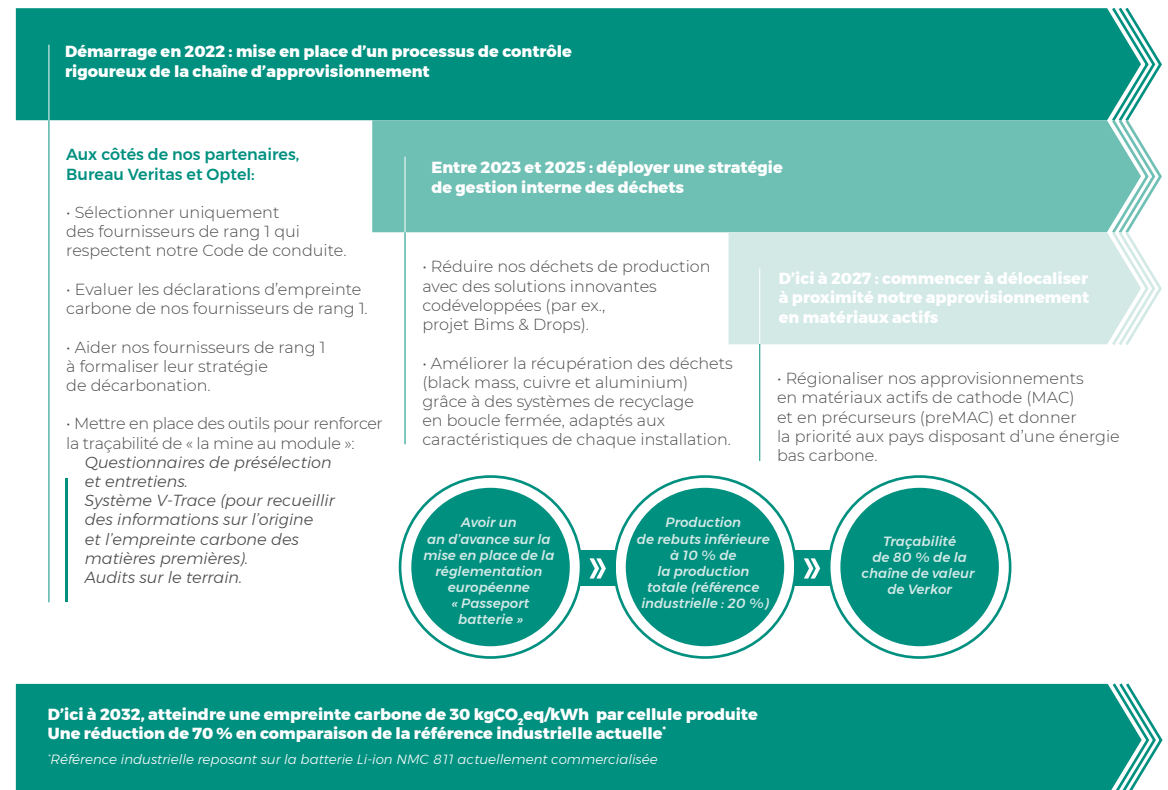 Démarrage en 2022 : mise en place d'un processus de contrôle
rigoureux de la chaîne d'approvisionnement
Aux côtés de nos partenaires,
Bureau Veritas et Optel:
• Sélectionner uniquement
des fournisseurs de rang 1 qui
respectent notre Code de conduite.
• Evaluer les déclarations d'empreinte
carbone de nos fournisseurs de rang 1.
• Aider nos fournisseurs de rang 1
à formaliser leur stratégie
de décarbonation.
• Mettre en place des outils pour renforcer
la traçabilité de « la mine au module »:
Questionnaires de présélection
et entretiens.
Système V-Trace (pour recueillir
des informations sur l'origine
et l'empreinte carbone des
matières premières).
Audits sur le terrain.
Entre 2023 et 2025 : déployer une stratégie
de gestion interne des déchets
• Réduire nos déchets de production
avec des solutions innovantes
codéveloppées (par ex.,
projet Bims & Drops).
• Améliorer la récupération des déchets
(black mass, cuivre et aluminium)
grâce à des systèmes de recyclage
en boucle fermée, adaptés aux
caractéristiques de chaque installation.
D'ici à 2027 : commencer à délocaliser
à proximité notre approvisionnement
en matériaux actifs
• Régionaliser nos approvisionnements
en matériaux actifs de cathode (MAC)
et en précurseurs (preMAC) et donner
la priorité aux pays disposant d'une énergie
bas carbone.
Avoir un
an d'avance sur la
mise en place de la
réglementation
européenne
« Passeport
batterie »
Production
de rebuts inférieure
à 10 % de
la production
totale (référence
industrielle : 20 %)
Traçabilité
de 80 % de la
chaîne de valeur
de Verkor
D'ici à 2032, atteindre une empreinte carbone de 30 kgCO₂eq/kWh par cellule produite
Une réduction de 70 % en comparaison de la référence industrielle actuelle*
*Référence industrielle reposant sur la batterie Li-ion NMC 811 actuellement commercialisée